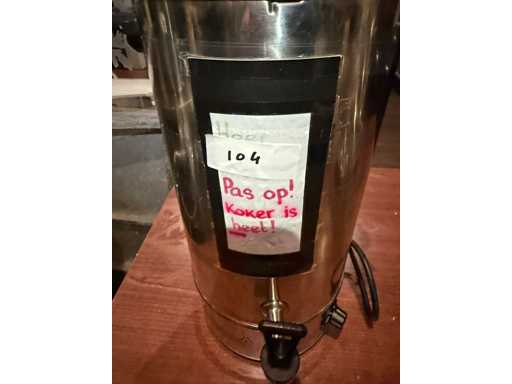 104
Pas op!
Koker is
heet!